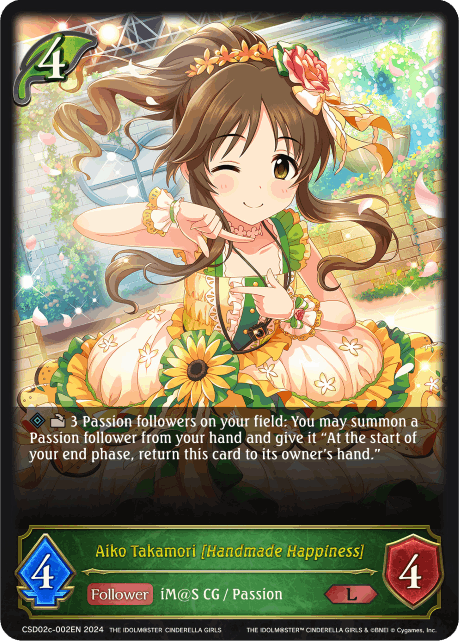 4
3 Passion followers on your field: You may summon a
Passion follower from your hand and give it “At the start of
your end phase, return this card to its owner's hand.”
Aiko Takamori [Handmade Happiness]
4
Follower
iM@S CG / Passion
L
4
CSD02c-002EN 2024 THE IDOLM@STER CINDERELLA GIRLS THE IDOLM@STER™ CINDERELLA GIRLS & ©BNEI © Cygames, Inc.